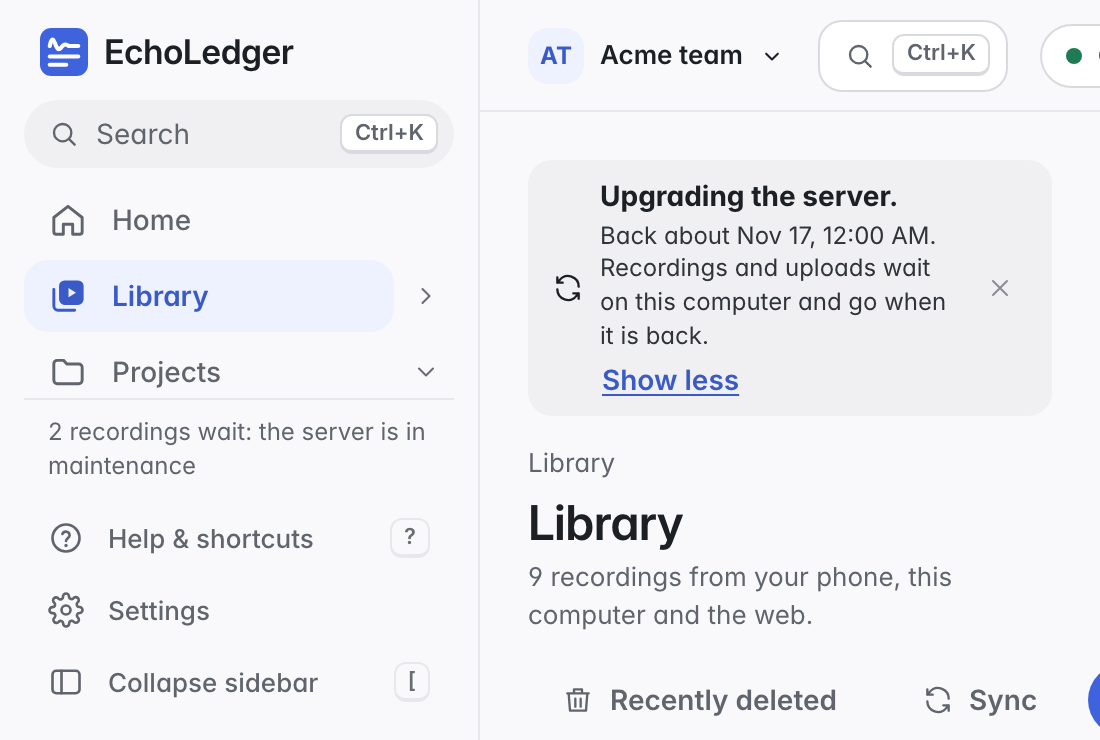 EchoLedger
Search
Ctrl+K
Home
Library
Projects
2 recordings wait: the server is in
maintenance
Help & shortcuts
?
Settings
Collapse sidebar
[
AT
Acme team
Ctrl+K
Upgrading the server.
Back about Nov 17, 12:00 AM.
Recordings and uploads wait
on this computer and go when
it is back.
Show less
Library
Library
9 recordings from your phone, this
computer and the web.
Recently deleted
Sync